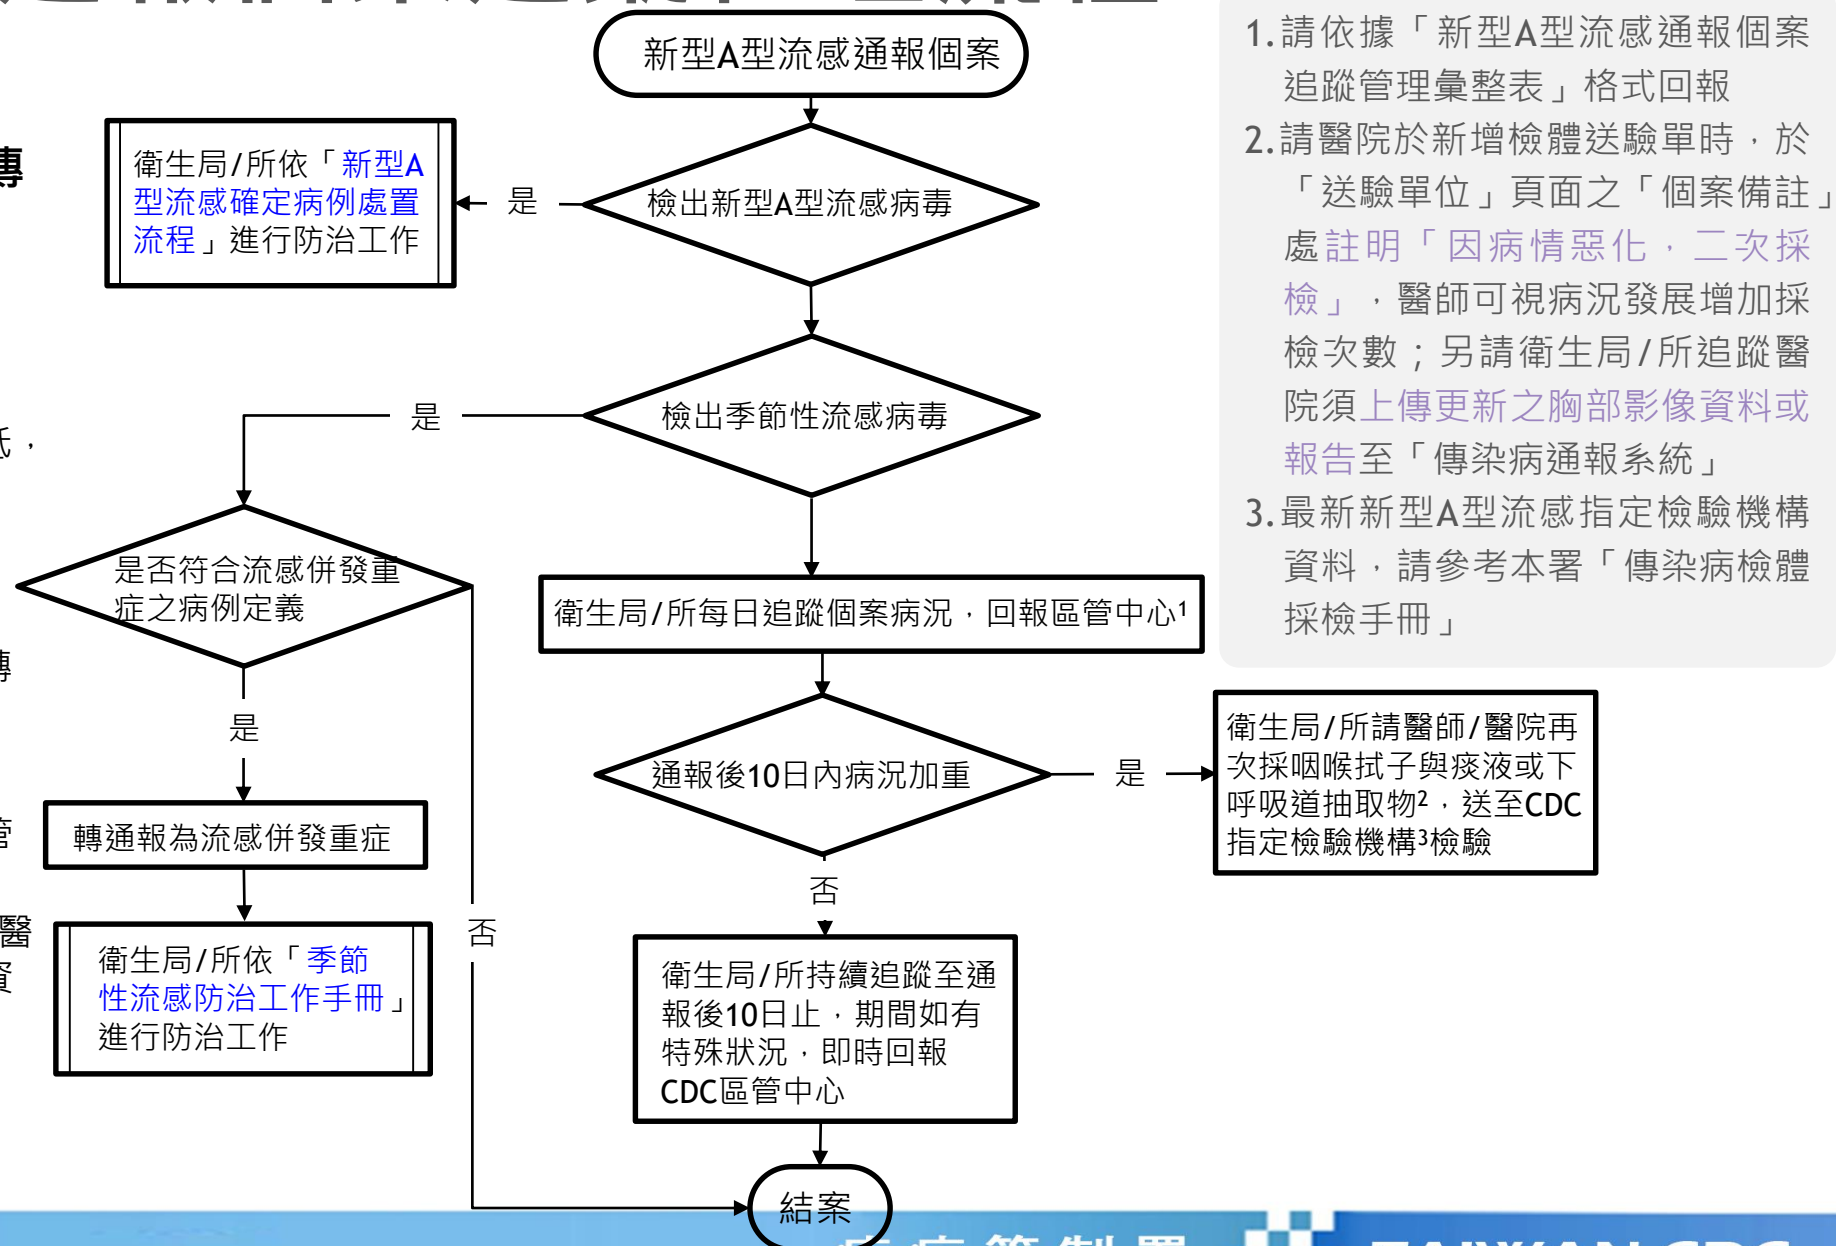 新型A型流感通報個案
檢出新型A型流感病毒
是
衛生局/所依「新型A
型流感確定病例處置
流程」進行防治工作
檢出季節性流感病毒
是
是否符合流感併發重
症之病例定義
是
轉通報為流感併發重症
衛生局/所依「季節
性流感防治工作手冊」
進行防治工作
否
衛生局/所每日追蹤個案病況，回報區管中心1
通報後10日內病況加重
是
衛生局/所請醫師/醫院再
次採咽喉拭子與痰液或下
呼吸道抽取物2，送至CDC
指定檢驗機構3檢驗
否
衛生局/所持續追蹤至通
報後10日止，期間如有
特殊狀況，即時回報
CDC區管中心
結案
1.請依據「新型A型流感通報個案
追蹤管理彙整表」格式回報
2.請醫院於新增檢體送驗單時，於
「送驗單位」頁面之「個案備註」
處註明「因病情惡化，二次採
檢」，醫師可視病況發展增加採
檢次數；另請衛生局/所追蹤醫
院須上傳更新之胸部影像資料或
報告至「傳染病通報系統」
3.最新新型A型流感指定檢驗機構
資料，請參考本署「傳染病檢體
採檢手冊」
傳
，
轉
管
醫
資
疾病管制署
TAIWAN CDC